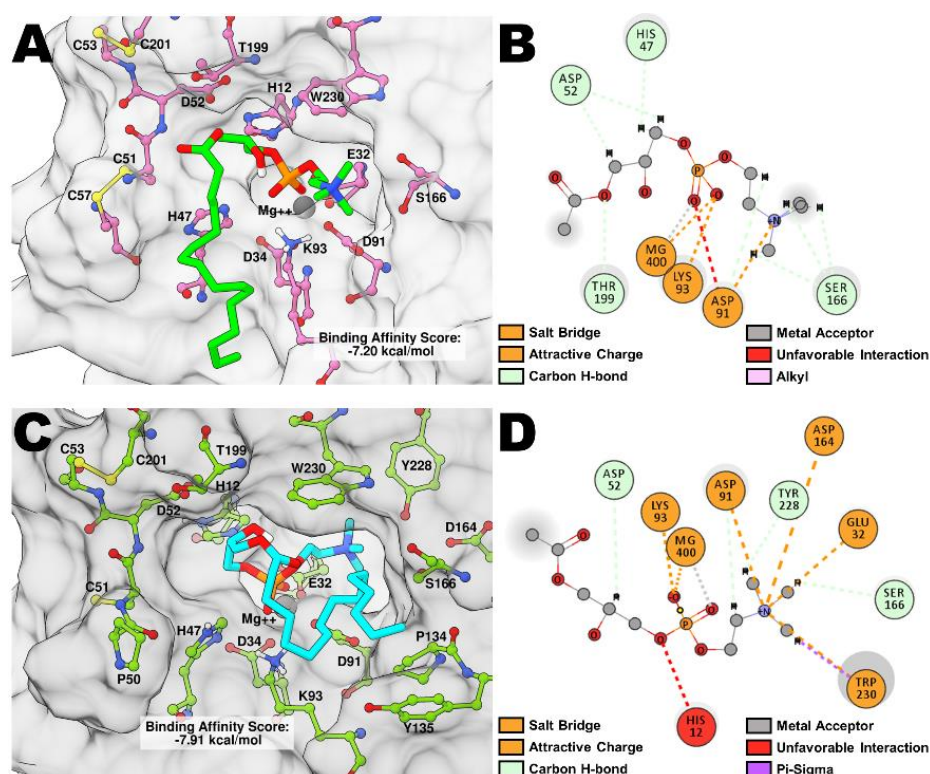 A
C53
C201
T199
D52
H12
W230
C51
C57
E32
S166
Mg++
H47
K93
D34
D91
Binding Affinity Score:
-7.20 kcal/mol
B
HIS
47
ASP
52
H
H
H
O
O
O
O
P
O
O
O
O
H
H
H
H
+N
H
H
MG
400
LYS
93
ASP
91
THR
199
SER
166
Salt Bridge
Attractive Charge
Carbon H-bond
Metal Acceptor
Unfavorable Interaction
Alkyl
C
C53
C201
T199
W230
Y228
H12
D52
D164
E32
S166
C51
Mg++
H47
D34
P134
D91
P50
K93
Y135
Binding Affinity Score:
-7.91 kcal/mol
D
ASP
164
ASP
52
ASP
91
TYR
228
LYS
93
MG
400
GLU
32
SER
166
O
O
H
H
H
H
+N
H
O
O
P
O
O
O
TRP
230
HIS
12
Salt Bridge
Attractive Charge
Carbon H-bond
Metal Acceptor
Unfavorable Interaction
Pi-Sigma